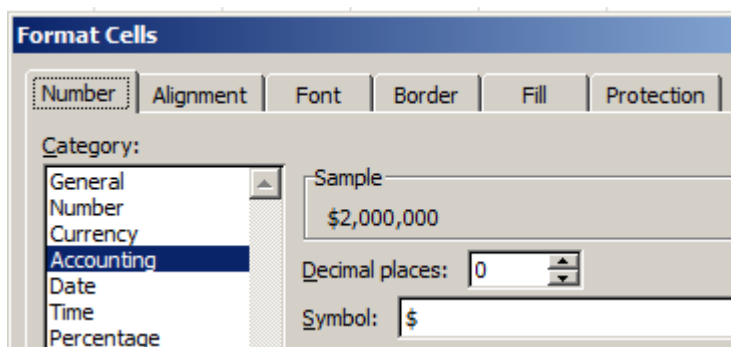 Format Cells
Number Alignment Font Border Fill Protection
Category:
General
Number
Currency
Accounting
Date
Time
Percentage
Sample
$2,000,000
Decimal places: 0
Symbol: $